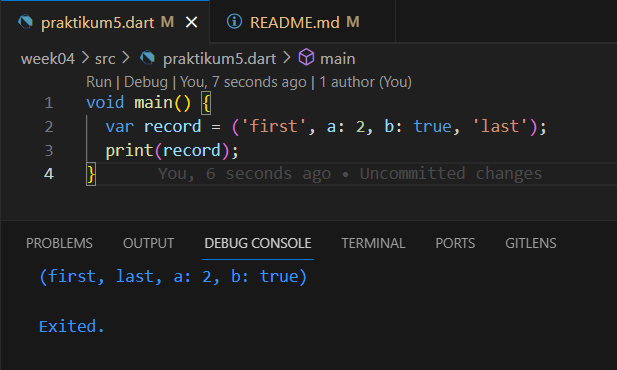 praktikum5.dart M × README.md M
week04 > src > praktikum5.dart > main
Run | Debug | You, 7 seconds ago | 1 author (You)
1 void main() {
2 var record = ('first', a: 2, b: true, 'last');
3 print(record);
4 } You, 6 seconds ago • Uncommitted changes
PROBLEMS OUTPUT DEBUG CONSOLE TERMINAL PORTS GITLENS
(first, last, a: 2, b: true)
Exited.